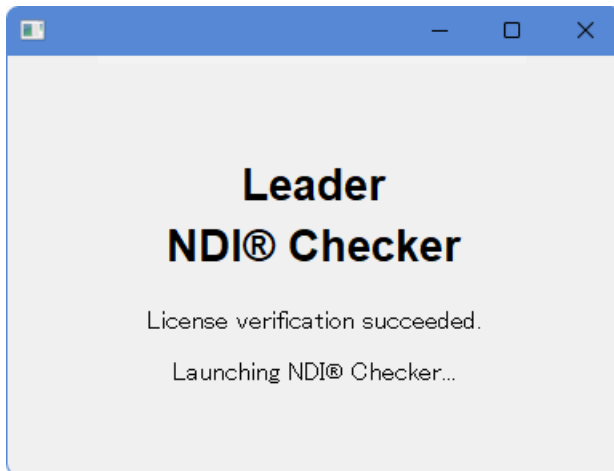 Leader
NDI® Checker
License verification succeeded.
Launching NDI® Checker...